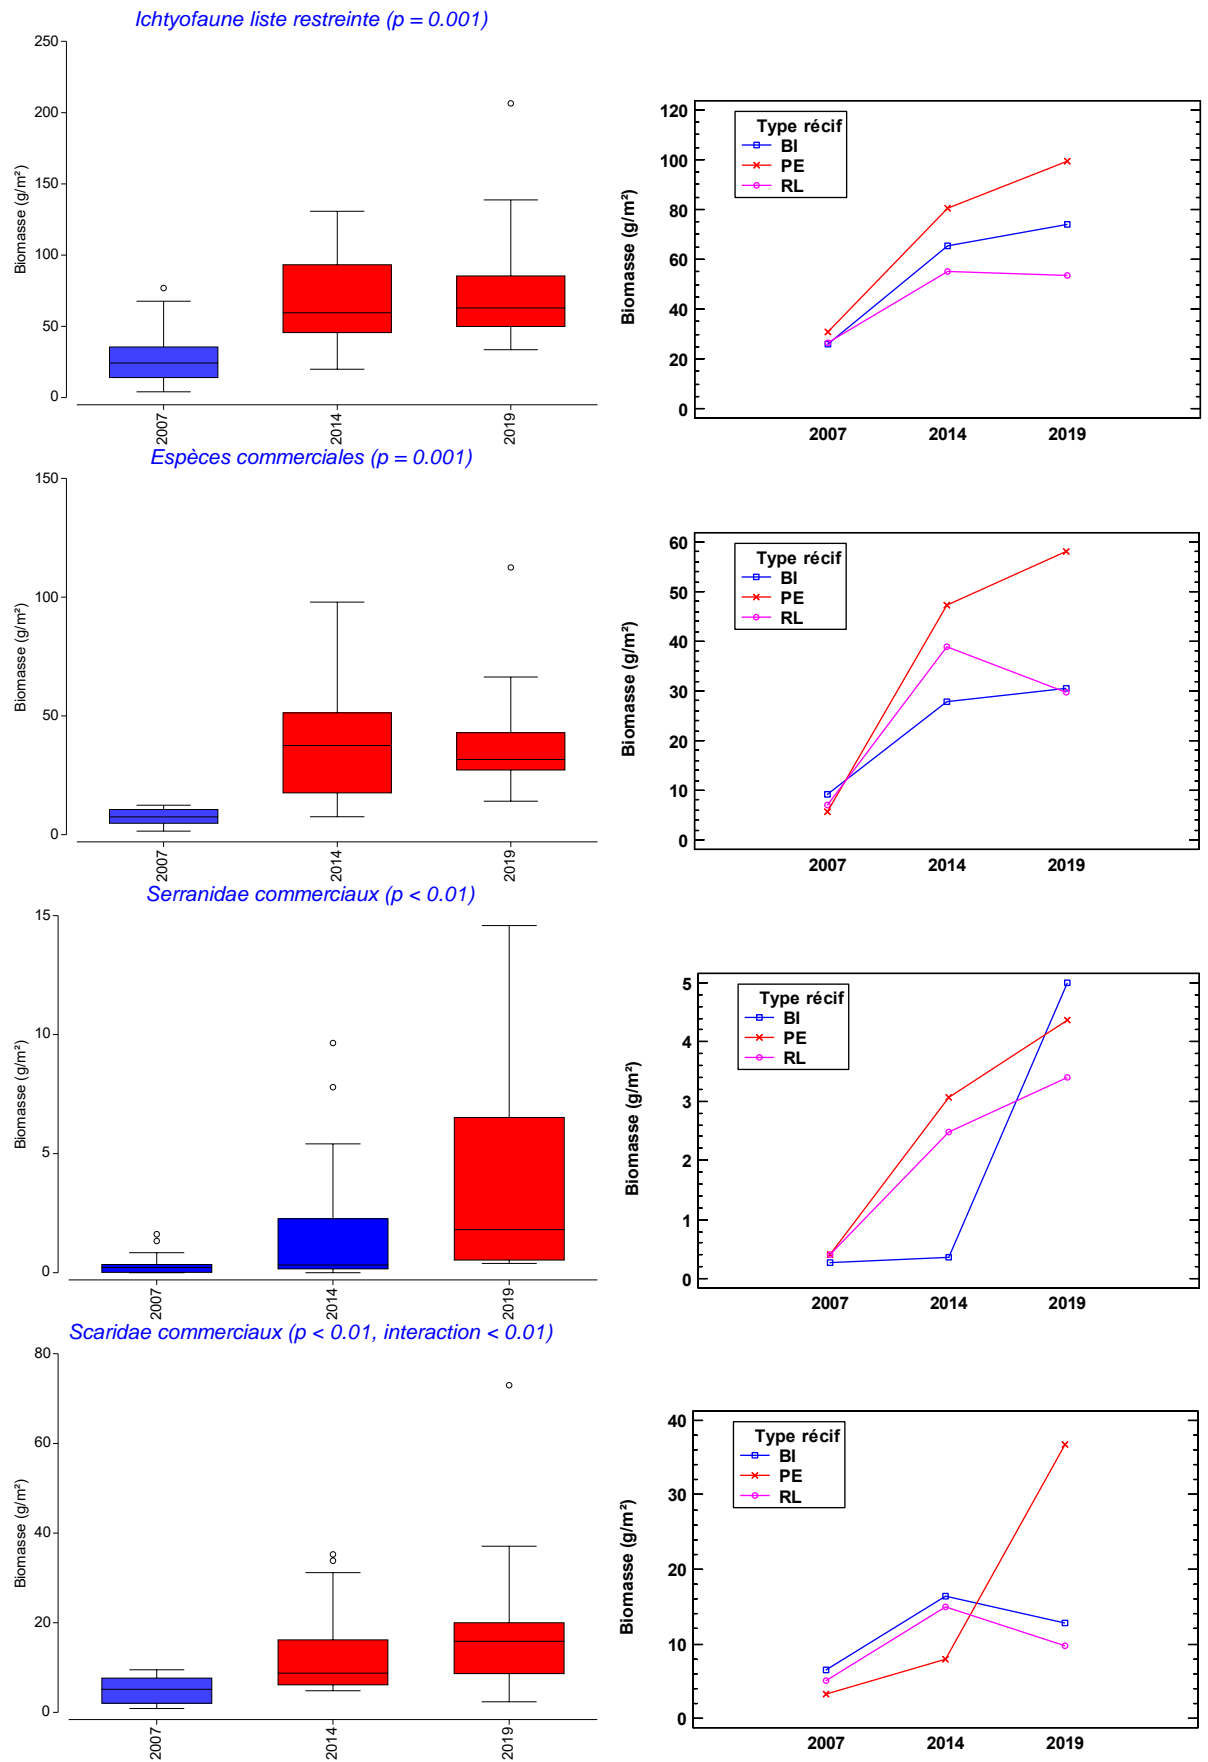 Ichtyofaune liste restreinte (p = 0.001)
250
200
150
100
50
0
Biomasse (g/m²)
2007
2014
2019
120
100
80
60
40
20
0
Biomasse (g/m²)
Type récif
BI
PE
RL
2007 2014 2019
Espèces commerciales (p = 0.001)
150
100
50
0
Biomasse (g/m²)
2007
2014
2019
60
50
40
30
20
10
0
Biomasse (g/m²)
Type récif
BI
PE
RL
2007 2014 2019
Serranidae commerciaux (p < 0.01)
15
10
5
0
Biomasse (g/m²)
2007
2014
2019
5
4
3
2
1
0
Biomasse (g/m²)
Type récif
BI
PE
RL
2007 2014 2019
Scaridae commerciaux (p < 0.01, interaction < 0.01)
80
60
40
20
0
Biomasse (g/m²)
2007
2014
2019
40
30
20
10
0
Biomasse (g/m²)
Type récif
BI
PE
RL
2007 2014 2019